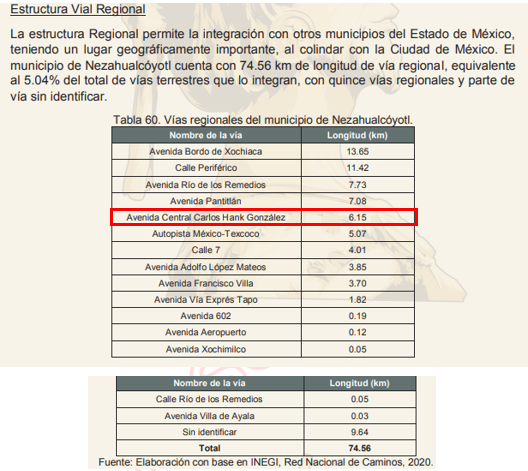 Estructura Vial Regional
La estructura Regional permite la integración con otros municipios del Estado de México,
teniendo un lugar geográficamente importante, al colindar con la Ciudad de México. El
municipio de Nezahualcóyotl cuenta con 74.56 km de longitud de vía regional, equivalente
al 5.04% del total de vías terrestres que lo integran, con quince vías regionales y parte de
vía sin identificar.
Tabla 60. Vías regionales del municipio de Nezahualcóyotl.
Nombre de la vía Longitud (km)
Avenida Bordo de Xochiaca 13.65
Calle Periférico 11.42
Avenida Río de los Remedios 7.73
Avenida Pantitlán 7.08
Avenida Central Carlos Hank González 6.15
Autopista México-Texcoco 5.07
Calle 7 4.01
Avenida Adolfo López Mateos 3.85
Avenida Francisco Villa 3.70
Avenida Vía Exprés Tapo 1.82
Avenida 602 0.19
Avenida Aeropuerto 0.12
Avenida Xochimilco 0.05
Nombre de la vía Longitud (km)
Calle Río de los Remedios 0.05
Avenida Villa de Ayala 0.03
Sin identificar 9.64
Total 74.56
Fuente: Elaboración con base en INEGI, Red Nacional de Caminos, 2020.